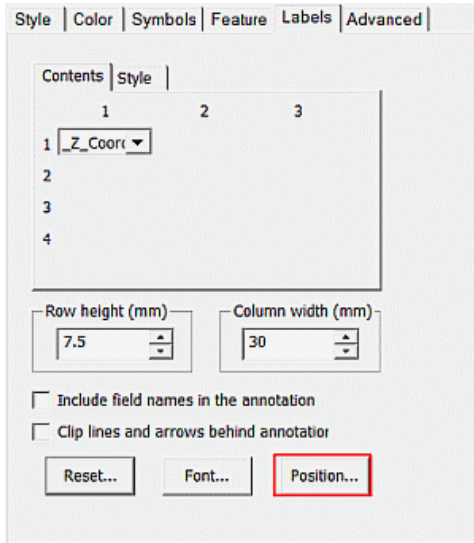 Style Color Symbols Feature Labels Advanced
Contents Style
1 2 3
1 _Z_Coor
2
3
4
Row height (mm) Column width (mm)
7.5 30
Include field names in the annotation
Clip lines and arrows behind annotation
Reset... Font... Position...